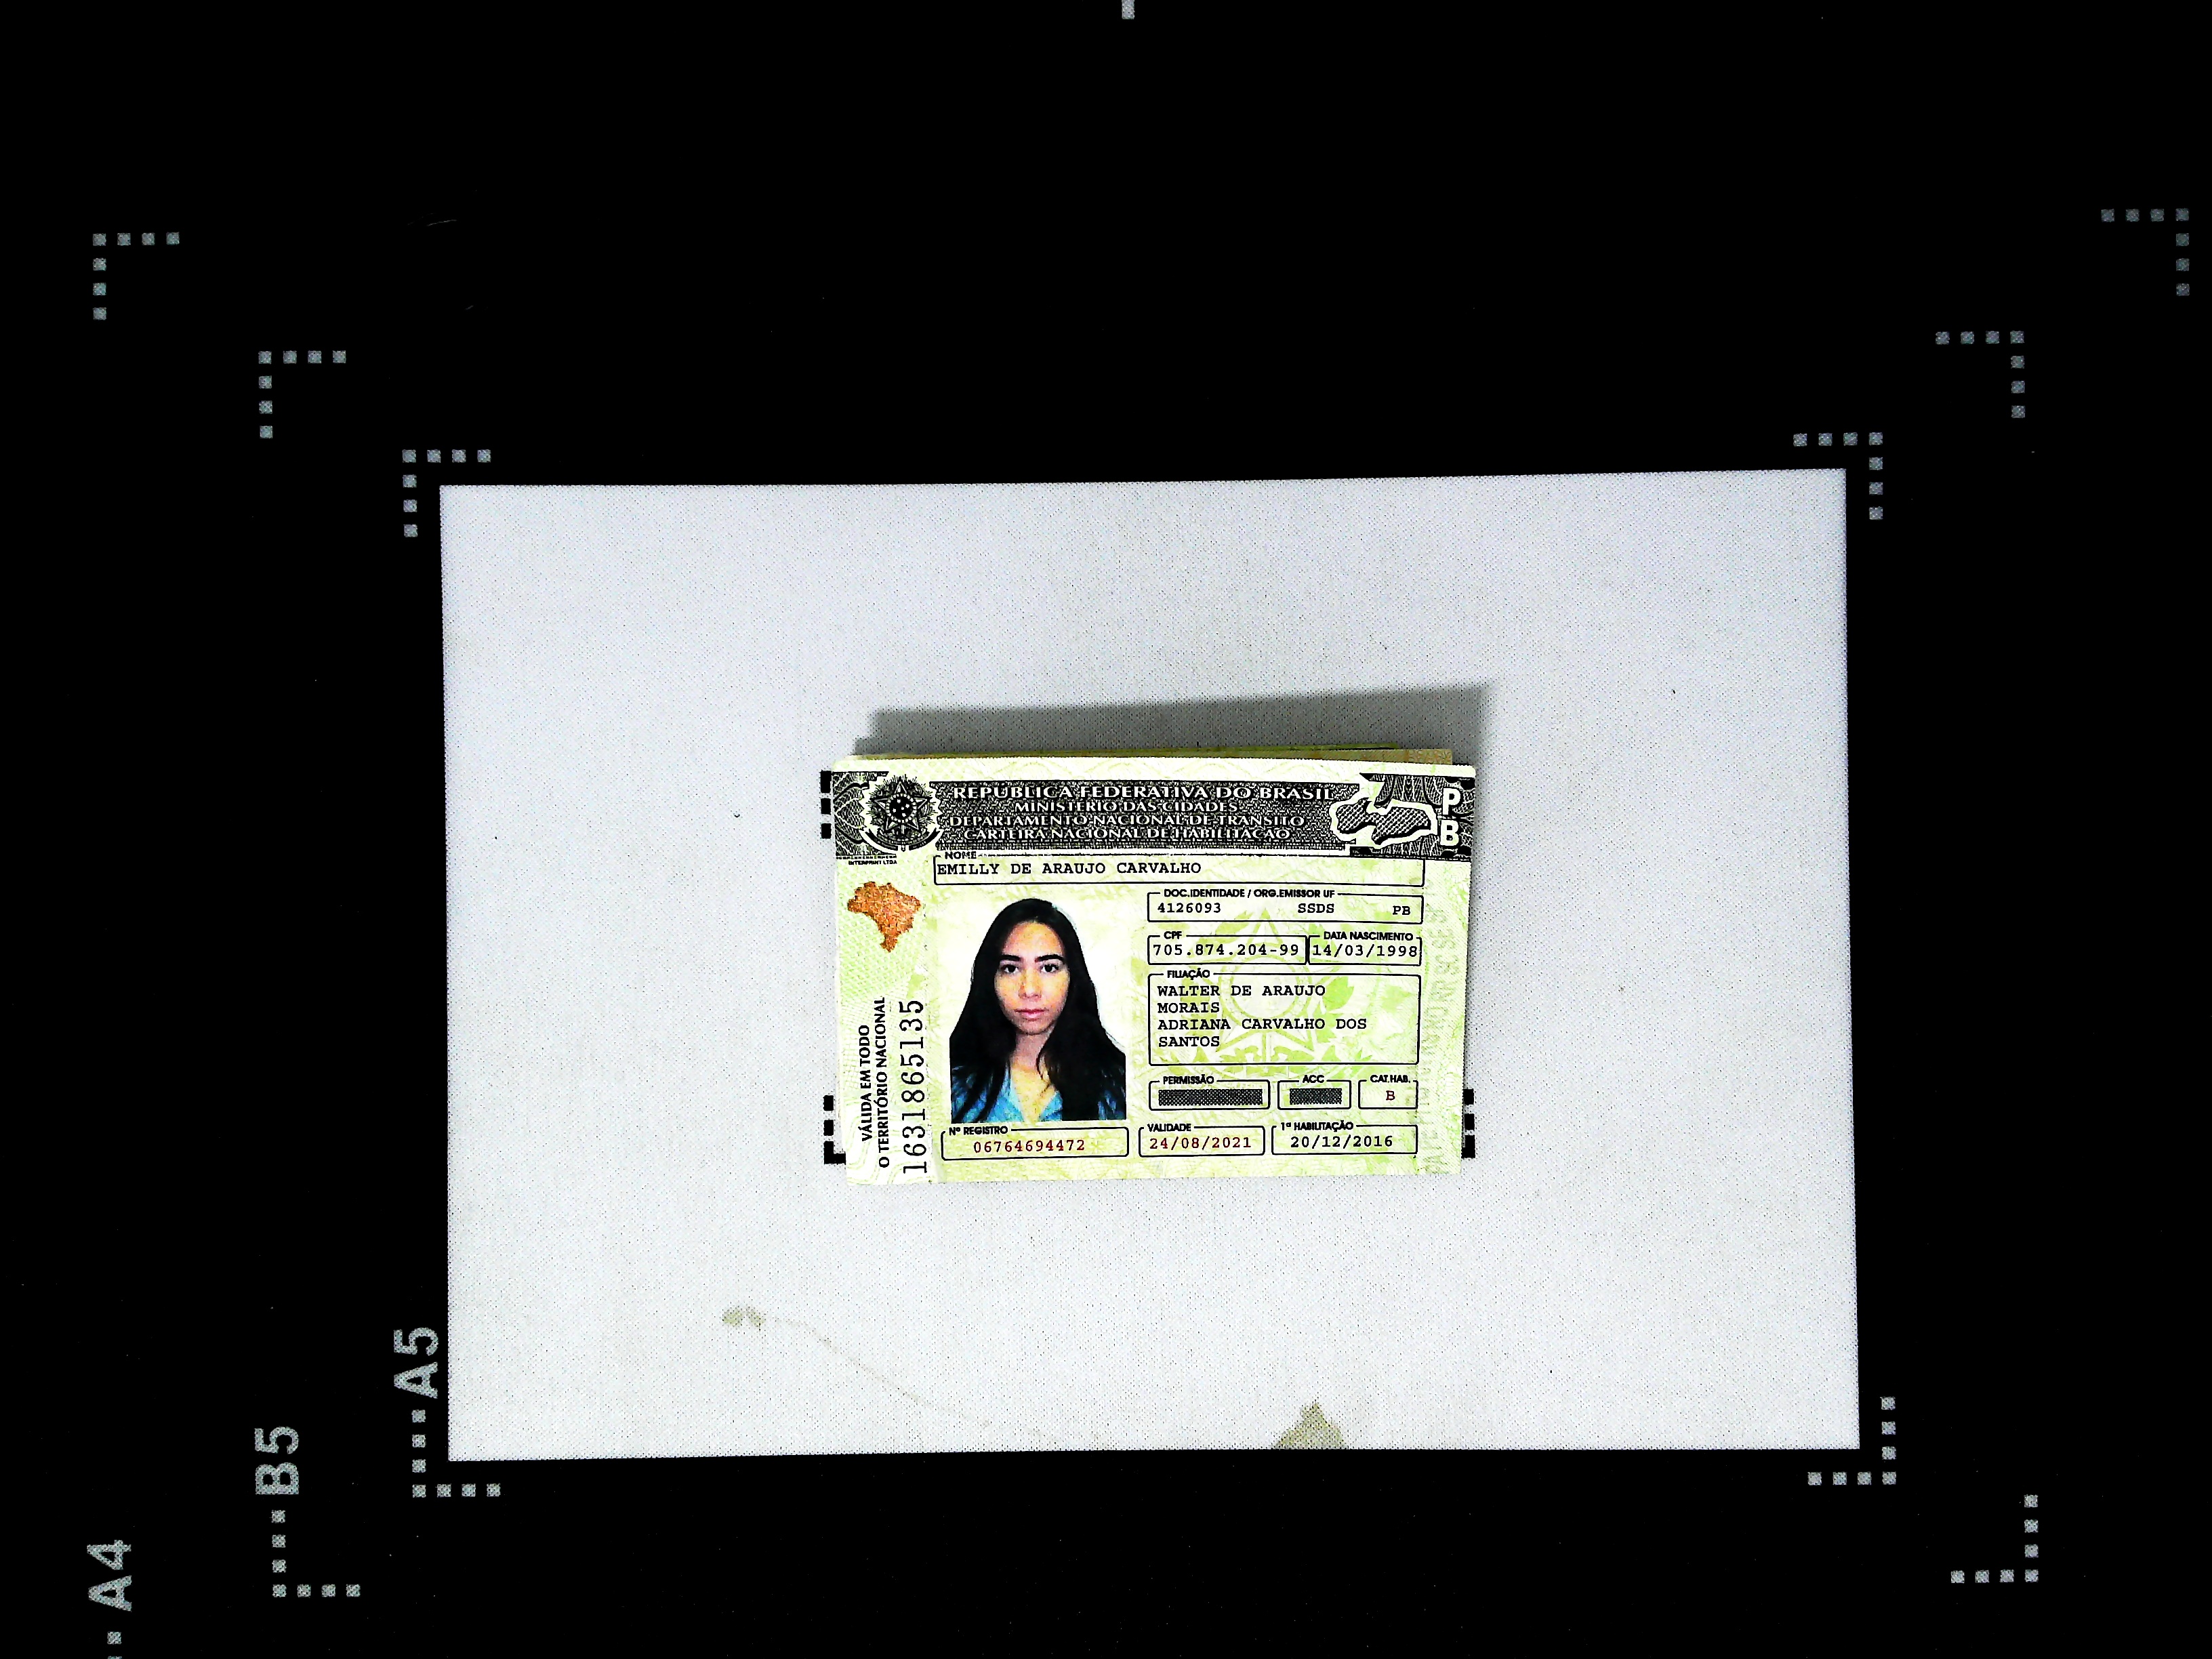 REPÚBLICA FEDERATIVA DO BRASIL
MINISTÉRIO DAS CIDADES
DEPARTAMENTO NACIONAL DE TRÂNSITO
CARTEIRA NACIONAL DE HABILITAÇÃO
P
B
INTERPRINT LTDA
NOME
EMILLY DE ARAUJO CARVALHO
DOC.IDENTIDADE / ORG.EMISSOR UF
4126093 SSDS PB
CPF DATA NASCIMENTO
705.874.204-99 14/03/1998
FILIAÇÃO
WALTER DE ARAUJO
MORAIS
ADRIANA CARVALHO DOS
SANTOS
PERMISSÃO ACC CAT.HAB.
B
Nº REGISTRO VALIDADE 1ª HABILITAÇÃO
06764694472 24/08/2021 20/12/2016
VÁLIDA EM TODO
O TERRITÓRIO NACIONAL
1631865135
A5
B5
A4